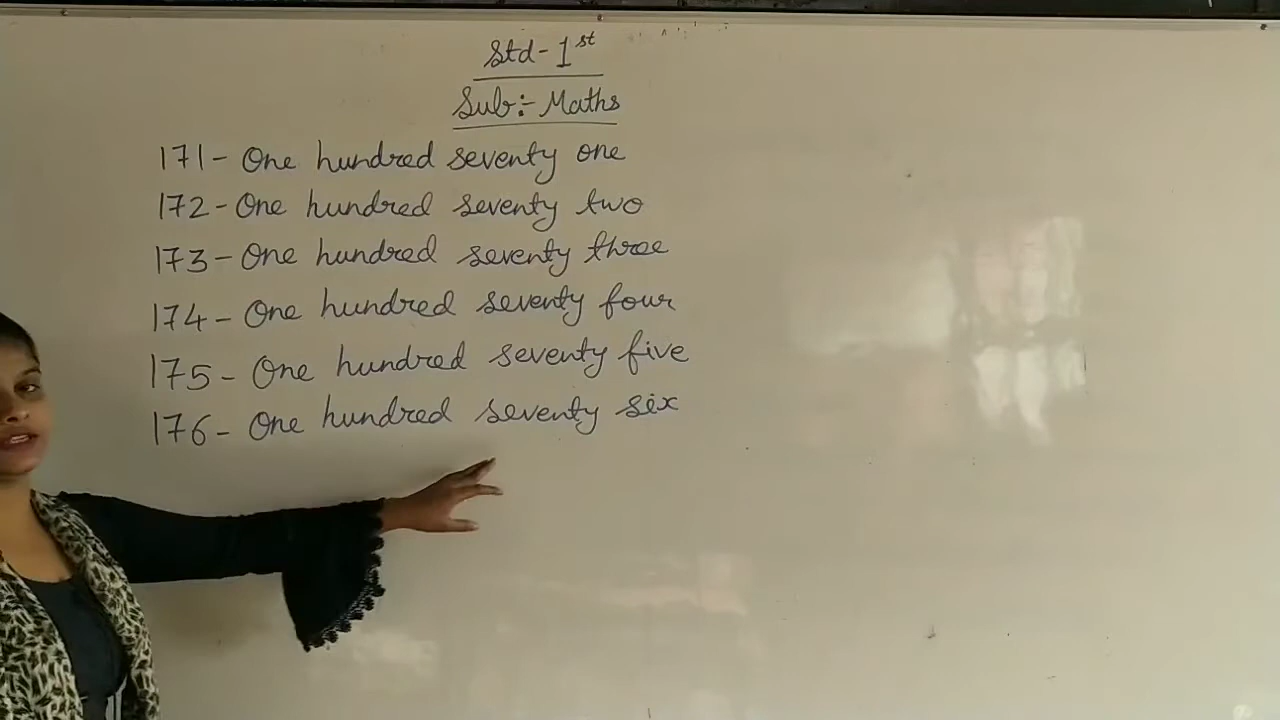 Std-1st
Sub:- Maths
171- One hundred seventy one
172- One hundred seventy two
173- One hundred seventy three
174- One hundred seventy four
175- One hundred seventy five
176- One hundred seventy six